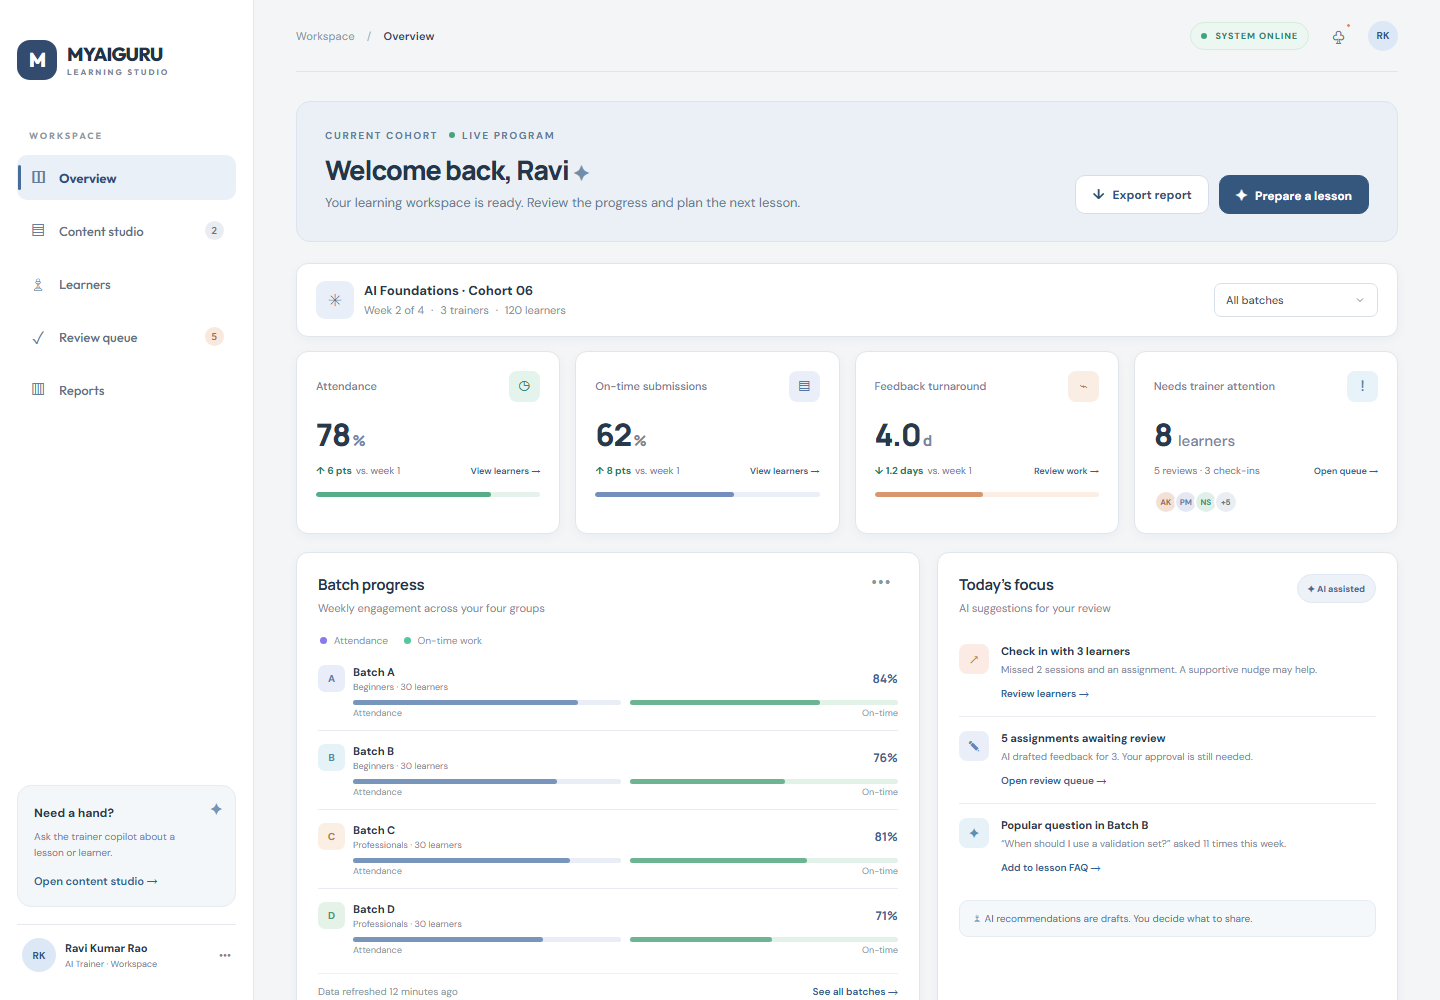 M
MYAIGURU
LEARNING STUDIO
WORKSPACE
Overview
Content studio 2
Learners
Review queue 5
Reports
Need a hand?
Ask the trainer copilot about a
lesson or learner.
Open content studio →
RK
Ravi Kumar Rao
AI Trainer · Workspace
Workspace / Overview
SYSTEM ONLINE
RK
CURRENT COHORT LIVE PROGRAM
Welcome back, Ravi
Your learning workspace is ready. Review the progress and plan the next lesson.
↓ Export report
Prepare a lesson
AI Foundations · Cohort 06
Week 2 of 4 · 3 trainers · 120 learners
All batches
Attendance
78%
↑ 6 pts vs. week 1
View learners →
On-time submissions
62%
↑ 8 pts vs. week 1
View learners →
Feedback turnaround
4.0d
↓ 1.2 days vs. week 1
Review work →
Needs trainer attention
!
8 learners
5 reviews · 3 check-ins
Open queue →
AK PM NS +5
Batch progress
Weekly engagement across your four groups
Attendance On-time work
A
Batch A
Beginners · 30 learners
84%
Attendance On-time
B
Batch B
Beginners · 30 learners
76%
Attendance On-time
C
Batch C
Professionals · 30 learners
81%
Attendance On-time
D
Batch D
Professionals · 30 learners
71%
Attendance On-time
Data refreshed 12 minutes ago
See all batches →
Today's focus
AI assisted
AI suggestions for your review
Check in with 3 learners
Missed 2 sessions and an assignment. A supportive nudge may help.
Review learners →
5 assignments awaiting review
AI drafted feedback for 3. Your approval is still needed.
Open review queue →
Popular question in Batch B
“When should I use a validation set?” asked 11 times this week.
Add to lesson FAQ →
AI recommendations are drafts. You decide what to share.